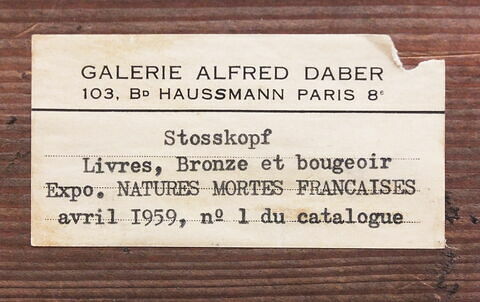 GALERIE ALFRED DABER
103, Bᴰ HAUSSMANN PARIS 8ᵉ
Stosskopf
Livres, Bronze et bougeoir
Expo. NATURES MORTES FRANCAISES
avril 1959, nº 1 du catalogue